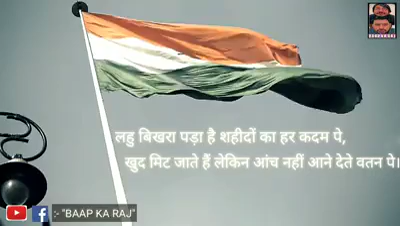 लहु बिखरा पड़ा है शहीदों का हर कदम पे,
खुद मिट जाते हैं लेकिन आंच नहीं आने देते वतन पे।
:- "BAAP KA RAJ"